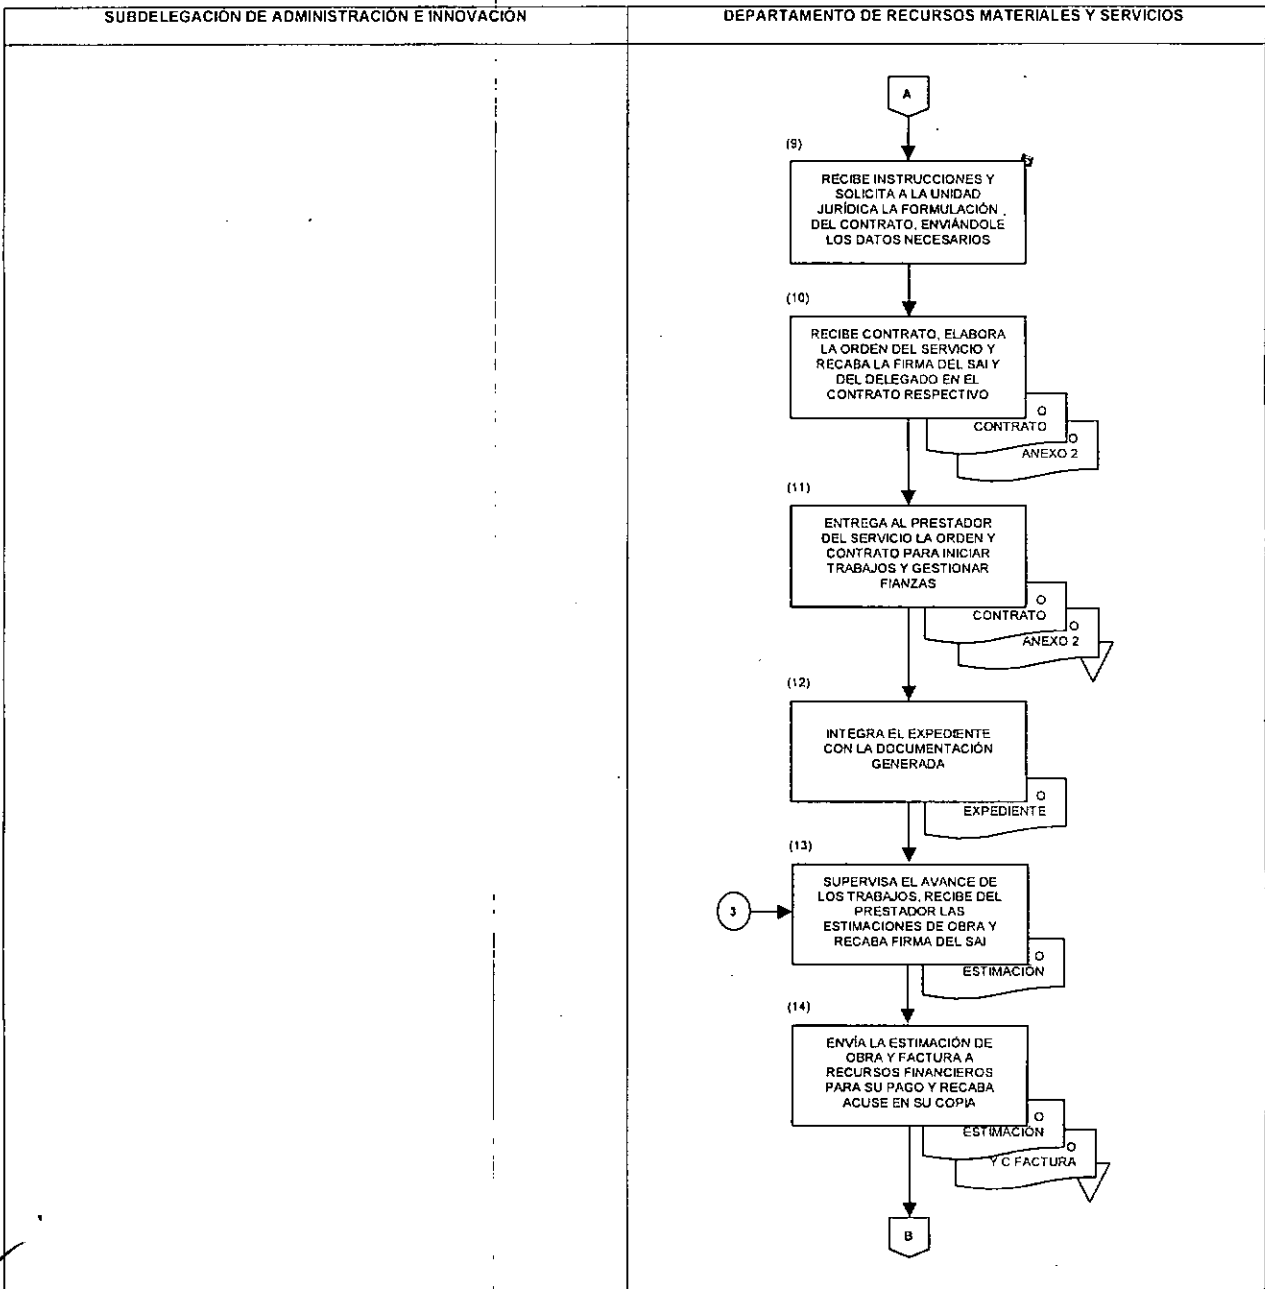 SUBDELEGACIÓN DE ADMINISTRACIÓN E INNOVACIÓN
DEPARTAMENTO DE RECURSOS MATERIALES Y SERVICIOS
A
(9)
RECIBE INSTRUCCIONES Y
SOLICITA A LA UNIDAD
JURÍDICA LA FORMULACIÓN
DEL CONTRATO, ENVIÁNDOLE
LOS DATOS NECESARIOS
(10)
RECIBE CONTRATO, ELABORA
LA ORDEN DEL SERVICIO Y
RECABA LA FIRMA DEL SAI Y
DEL DELEGADO EN EL
CONTRATO RESPECTIVO
O
CONTRATO
O
ANEXO 2
(11)
ENTREGA AL PRESTADOR
DEL SERVICIO LA ORDEN Y
CONTRATO PARA INICIAR
TRABAJOS Y GESTIONAR
FIANZAS
O
CONTRATO
O
ANEXO 2
(12)
INTEGRA EL EXPEDIENTE
CON LA DOCUMENTACIÓN
GENERADA
O
EXPEDIENTE
(13)
3
SUPERVISA EL AVANCE DE
LOS TRABAJOS, RECIBE DEL
PRESTADOR LAS
ESTIMACIONES DE OBRA Y
RECABA FIRMA DEL SAI
O
ESTIMACIÓN
(14)
ENVÍA LA ESTIMACIÓN DE
OBRA Y FACTURA A
RECURSOS FINANCIEROS
PARA SU PAGO Y RECABA
ACUSE EN SU COPIA
O
ESTIMACIÓN
O
Y C FACTURA
B